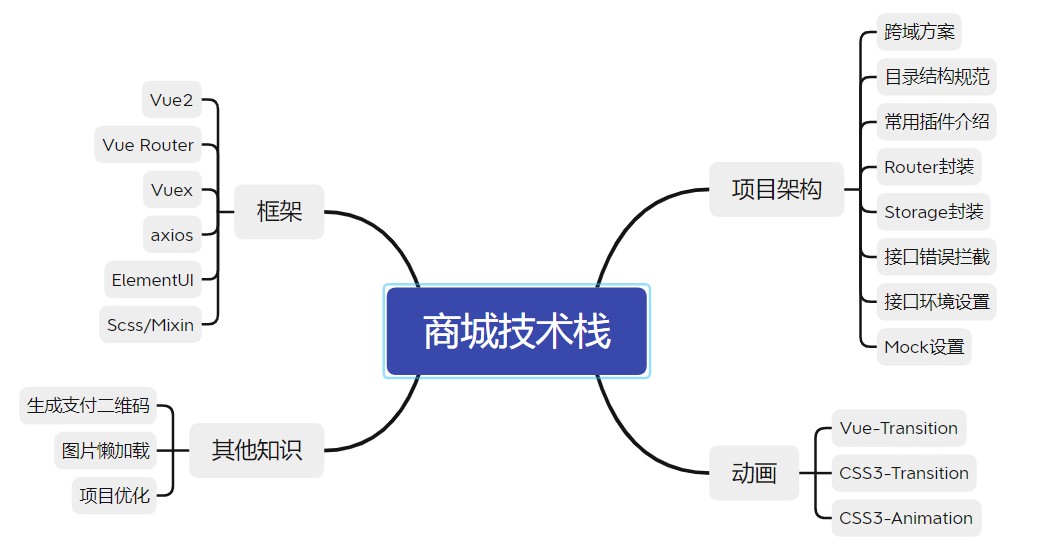 商城技术栈
框架
Vue2
Vue Router
Vuex
axios
ElementUI
Scss/Mixin
其他知识
生成支付二维码
图片懒加载
项目优化
项目架构
跨域方案
目录结构规范
常用插件介绍
Router封装
Storage封装
接口错误拦截
接口环境设置
Mock设置
动画
Vue-Transition
CSS3-Transition
CSS3-Animation